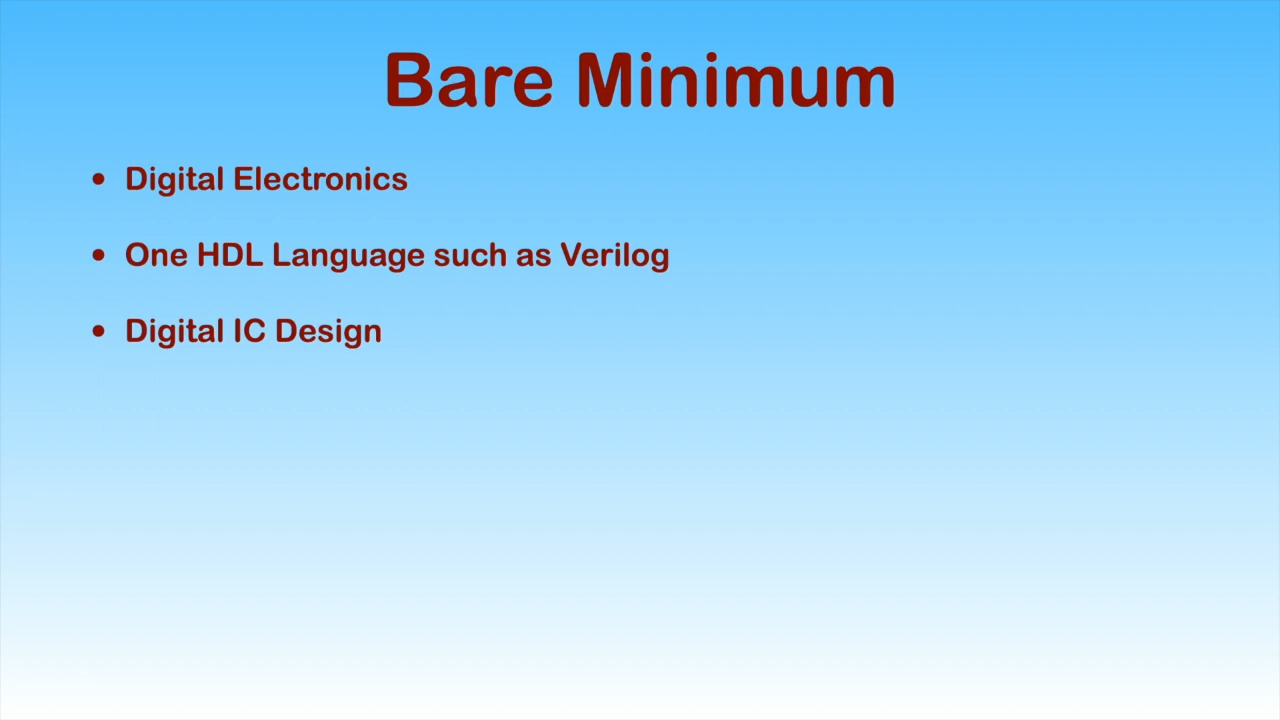 Bare Minimum
• Digital Electronics
• One HDL Language such as Verilog
• Digital IC Design